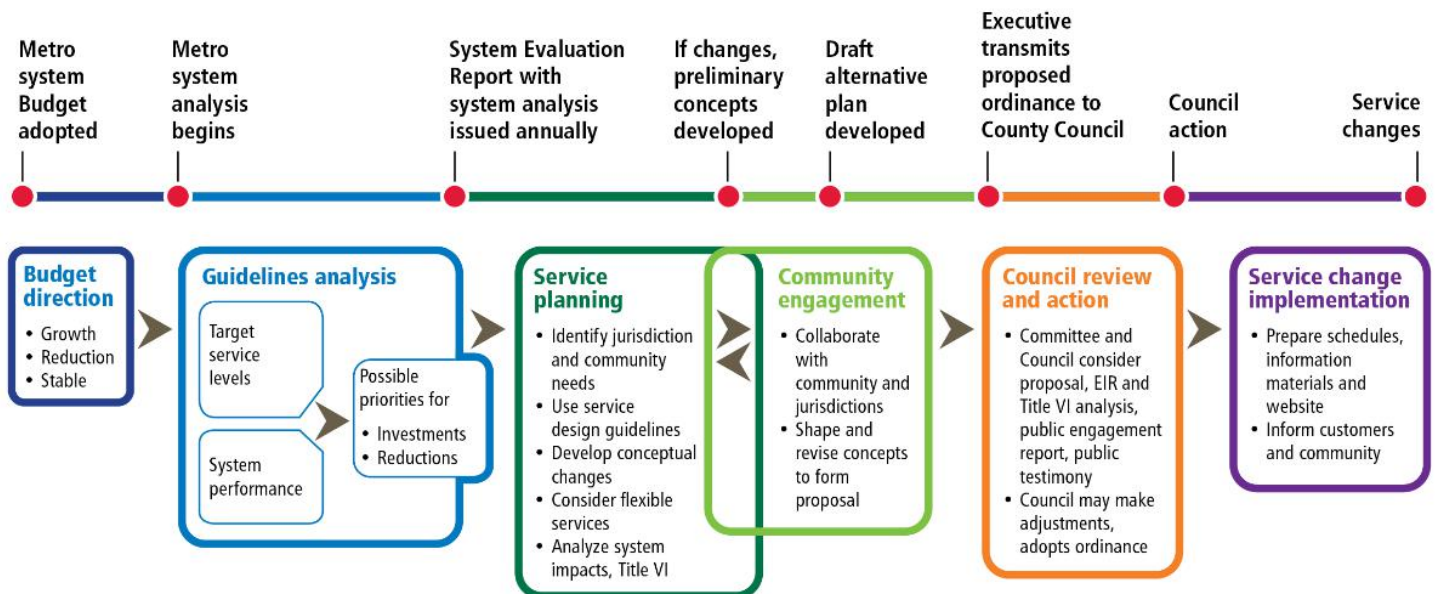 Metro
system
Budget
adopted
Metro
system
analysis
begins
System Evaluation
Report with
system analysis
issued annually
If changes,
preliminary
concepts
developed
Draft
alternative
plan
developed
Executive
transmits
proposed
ordinance to
County Council
Council
action
Service
changes
Budget
direction
• Growth
• Reduction
• Stable
Guidelines analysis
Target
service
levels
System
performance
Possible
priorities for
• Investments
• Reductions
Service
planning
• Identify jurisdiction
and community
needs
• Use service
design guidelines
• Develop conceptual
changes
• Consider flexible
services
• Analyze system
impacts, Title VI
Community
engagement
• Collaborate
with
community and
jurisdictions
• Shape and
revise concepts
to form
proposal
Council review
and action
• Committee and
Council consider
proposal, EIR and
Title VI analysis,
public engagement
report, public
testimony
• Council may make
adjustments,
adopts ordinance
Service change
implementation
• Prepare schedules,
information
materials and
website
• Inform customers
and community